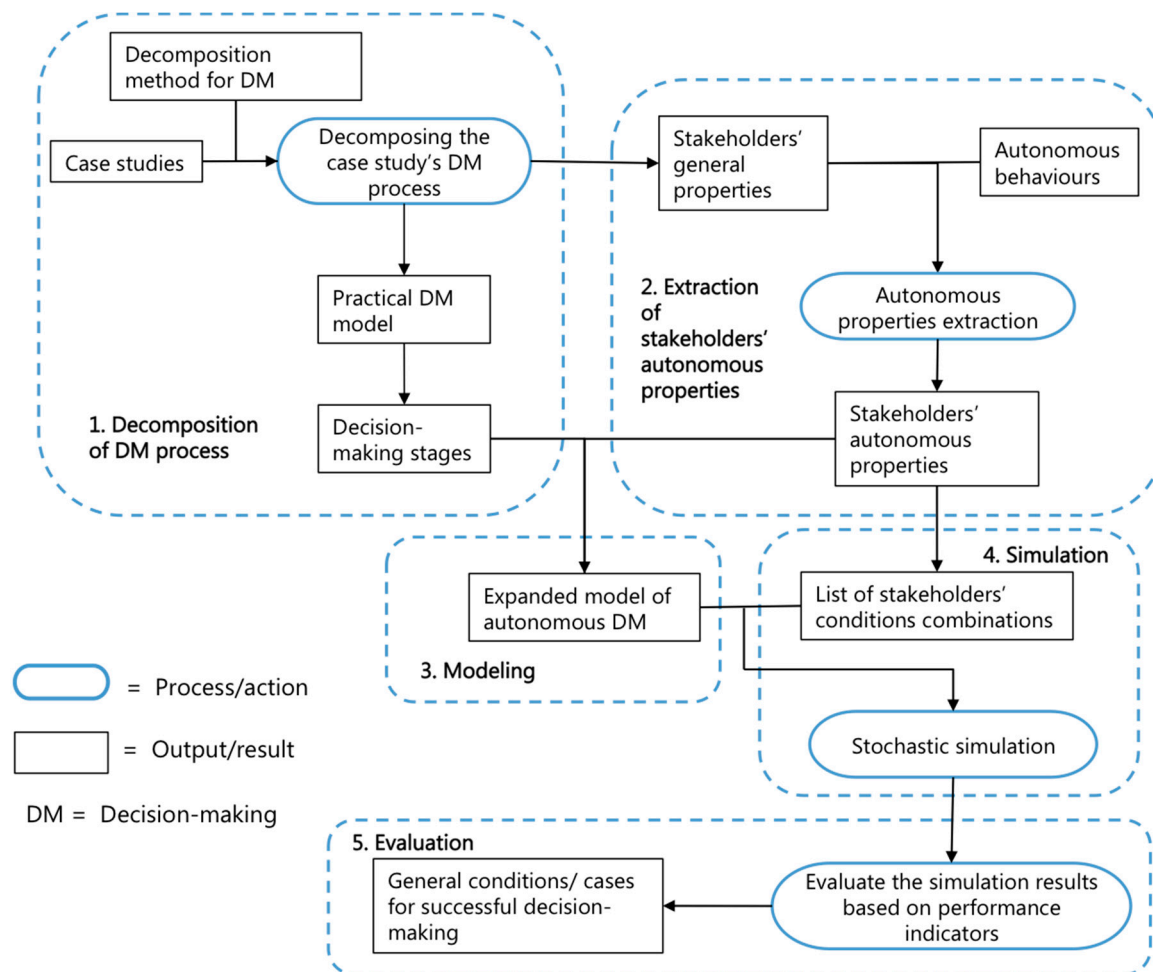 Decomposition
method for DM
Case studies
Decomposing the
case study's DM
process
Stakeholders'
general
properties
Autonomous
behaviours
Practical DM
model
2. Extraction
of
stakeholders'
autonomous
properties
Autonomous
properties extraction
1. Decomposition
of DM process
Decision-
making stages
Stakeholders'
autonomous
properties
4. Simulation
Expanded model of
autonomous DM
List of stakeholders'
conditions combinations
3. Modeling
= Process/action
Stochastic simulation
= Output/result
DM = Decision-making
5. Evaluation
General conditions/ cases
for successful decision-
making
Evaluate the simulation results
based on performance
indicators